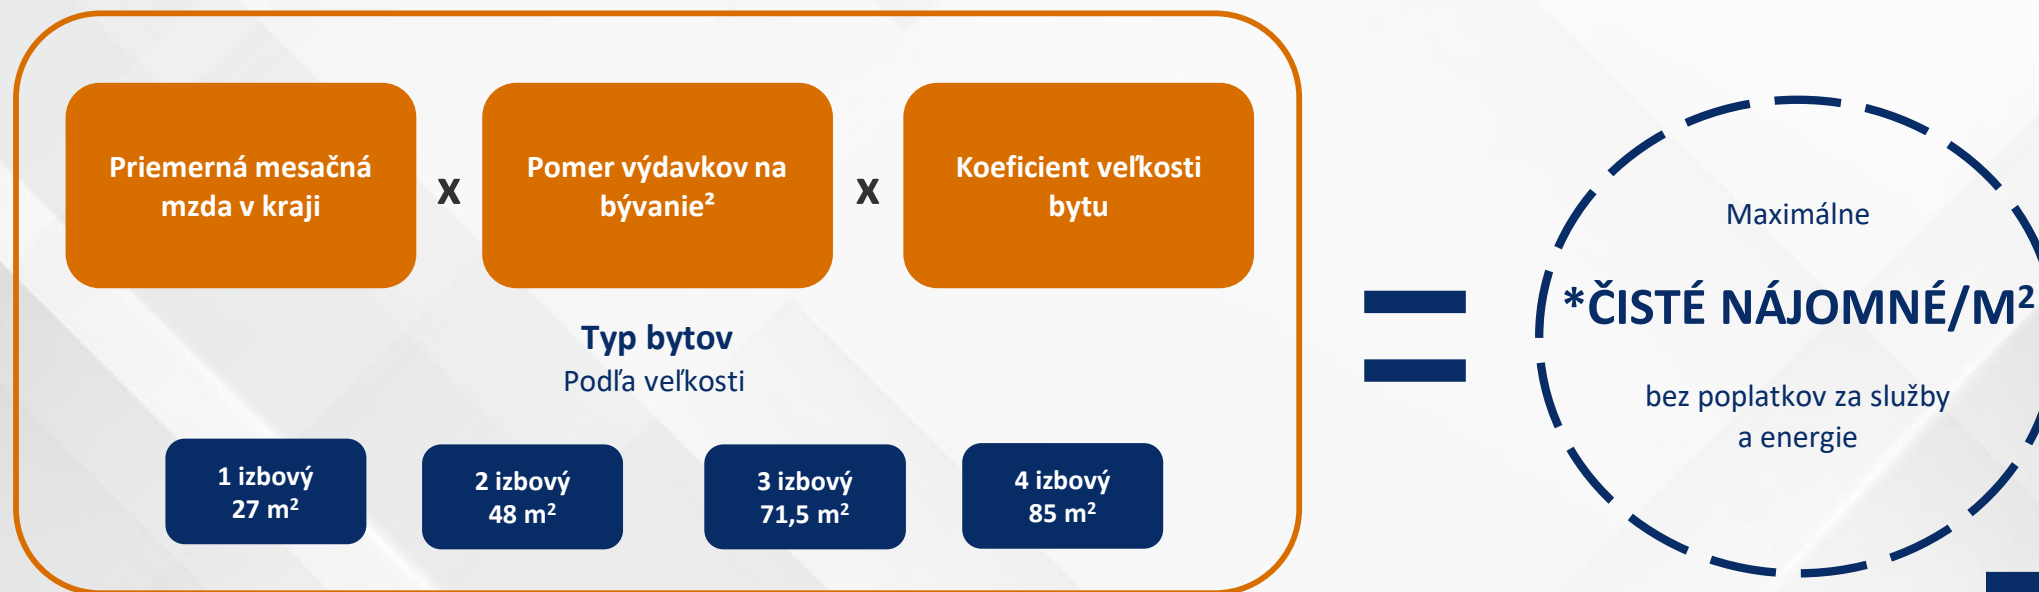 Priemerná mesačná
mzda v kraji
x
Pomer výdavkov na
bývanie²
x
Koeficient veľkosti
bytu
Typ bytov
Podľa veľkosti
1 izbový
27 m²
2 izbový
48 m²
3 izbový
71,5 m²
4 izbový
85 m²
=
Maximálne
*ČISTÉ NÁJOMNÉ/M²
bez poplatkov za služby
a energie